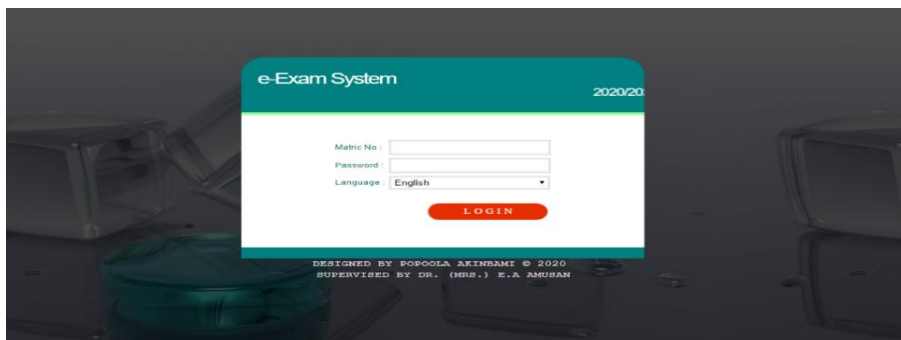 e-Exam System
2020/20
Matric No :
Password :
Language : English
LOGIN
DESIGNED BY POPOOLA AKINBAMI © 2020
SUPERVISED BY DR. (MRS.) E.A AMUSAN